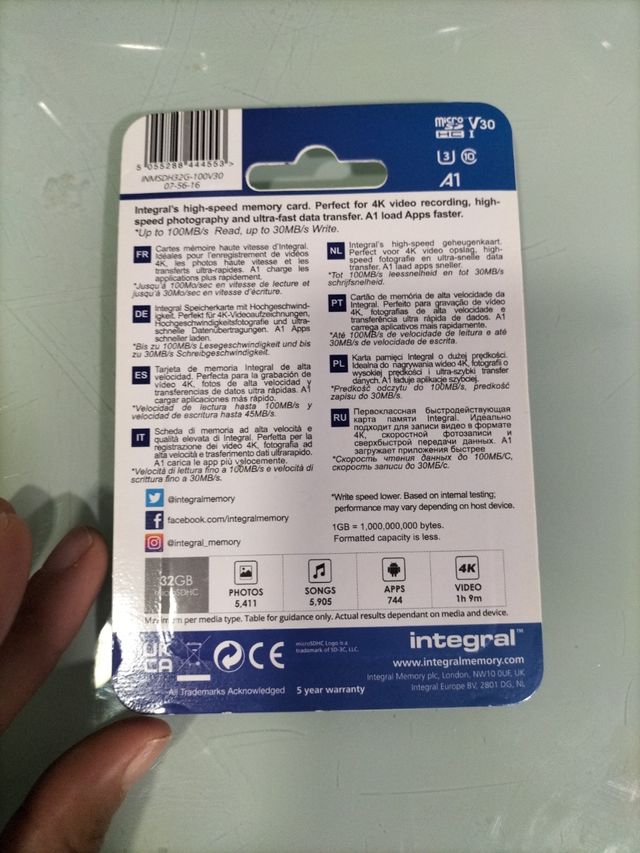 5 055288 444553 >
INMSDH32G-100V30
07-56-16
micro SD HC I V30
U3 C10
A1
Integral's high-speed memory card. Perfect for 4K video recording, high-
speed photography and ultra-fast data transfer. A1 load Apps faster.
*Up to 100MB/s Read, up to 30MB/s Write.
FR Cartes mémoire haute vitesse d'Integral.
Idéales pour l'enregistrement de vidéos
4K, les photos haute vitesse et les
transferts ultra-rapides. A1 charge les
applications plus rapidement.
*Jusqu'à 100Mo/sec en vitesse de lecture et
jusqu'à 30Mo/sec en vitesse d'écriture.
DE Integral Speicherkarte mit Hochgeschwind-
igkeit. Perfekt für 4K-Videoaufzeichnungen,
Hochgeschwindigkeitsfotografie und ultra-
schnelle Datenübertragungen. A1 Apps
schneller laden.
*Bis zu 100MB/s Lesegeschwindigkeit und bis
zu 30MB/s Schreibgeschwindigkeit.
ES Tarjeta de memoria Integral de alta
velocidad. Perfecta para la grabación de
vídeo 4K, fotos de alta velocidad y
transferencias de datos ultra rápidas. A1
cargar aplicaciones más rápido.
*Velocidad de lectura hasta 100MB/s y
velocidad de escritura hasta 45MB/s.
IT Scheda di memoria ad alta velocità e
qualità elevata di Integral. Perfetta per la
registrazione dei video 4K, fotografia ad
alta velocità e trasferimento dati ultrarapido.
A1 carica le app più velocemente.
*Velocità di lettura fino a 100MB/s e velocità di
scrittura fino a 30MB/s.
NL Integral's high-speed geheugenkaart.
Perfect voor 4K video opslag, high-
speed fotografie en ultra-snelle data
transfer. A1 laad apps sneller.
*Tot 100MB/s leessnelheid en tot 30MB/s
schrijfsnelheid.
PT Cartão de memória de alta velocidade da
Integral. Perfeito para gravação de vídeo
4K, fotografias de alta velocidade e
transferência ultra rápida de dados. A1
carrega aplicativos mais rapidamente.
*Até 100MB/s velocidade de leitura e até
30MB/s de velocidade de escrita.
PL Karta pamięci Integral o dużej prędkości.
Idealna do nagrywania wideo 4K, fotografii o
wysokiej prędkości i ultra-szybki transfer
danych. A1 ładuje aplikacje szybciej.
*Predkość odczytu do 100MB/s, predkość
zapisu do 30MB/s.
RU Первоклассная быстродействующая
карта памяти Integral. Идеально
подходит для записи видео в формате
4K, скоростной фотозаписи и
сверхбыстрой передачи данных. A1
загружает приложения быстрее
*Скорость чтения данных до 100МБ/С,
скорость записи до 30МБ/с.
@integralmemory
facebook.com/integralmemory
@integral_memory
*Write speed lower. Based on internal testing;
performance may vary depending on host device.
1GB = 1,000,000,000 bytes.
Formatted capacity is less.
32GB
microSDHC
PHOTOS
5,411
SONGS
5,905
APPS
744
4K
VIDEO
1h 9m
Maximum per media type. Table for guidance only. Actual results dependant on media and device.
UK
CA
CE
microSDHC Logo is a
trademark of SD-3C, LLC.
All Trademarks Acknowledged 5 year warranty
integral™
www.integralmemory.com
Integral Memory plc, London, NW10 0UF, UK
Integral Europe BV, 2801 DG, NL